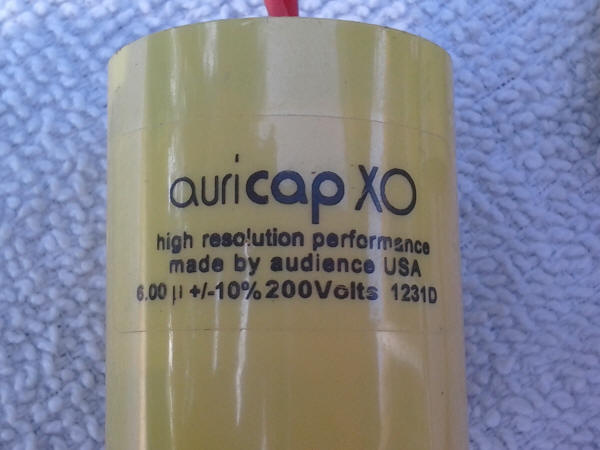 auricap XO
high resolution performance
made by audience USA
6.00 µ +/-10% 200Volts 1231D